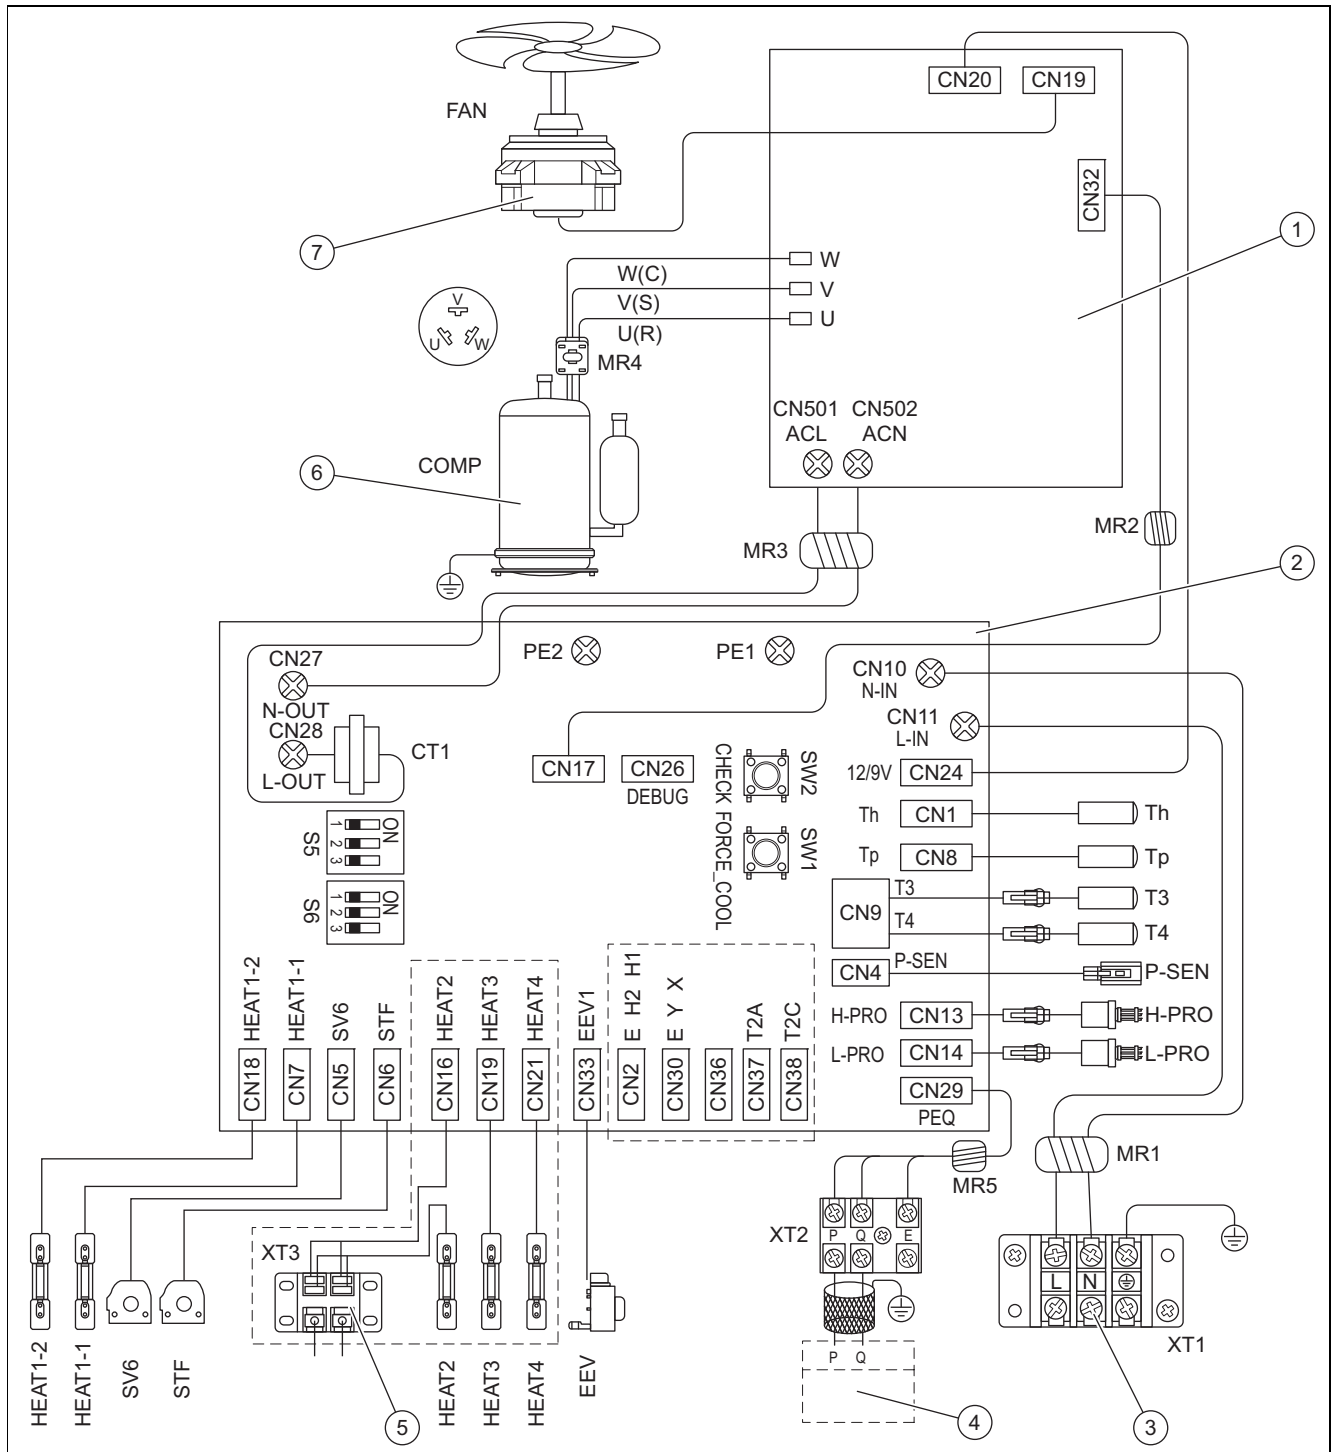 CN20
CN19
FAN
CN32
7
1
W
W(C)
V
V(S)
U
U(R)
V
U
W
MR4
CN501
CN502
ACL
ACN
COMP
6
MR2
MR3
2
PE2
PE1
CN27
N-OUT
CN28
L-OUT
CT1
CN10
N-IN
CN11
L-IN
CN17
CN26
DEBUG
CHECK FORCE_COOL
SW2
SW1
12/9V
CN24
Th
CN1
Th
Tp
CN8
Tp
S5
1
2
3
ON
S6
1
2
3
ON
CN9
T3
T3
T4
T4
CN4
P-SEN
P-SEN
H-PRO
CN13
H-PRO
L-PRO
CN14
L-PRO
CN29
PEQ
HEAT1-2
HEAT1-1
SV6
STF
HEAT2
HEAT3
HEAT4
EEV1
E H2 H1
E Y X
T2A
T2C
CN18
CN7
CN5
CN6
CN16
CN19
CN21
CN33
CN2
CN30
CN36
CN37
CN38
MR5
MR1
XT2
P
Q
E
XT3
L
N
XT1
P
Q
HEAT1-2
HEAT1-1
SV6
STF
5
HEAT2
HEAT3
HEAT4
EEV
4
3